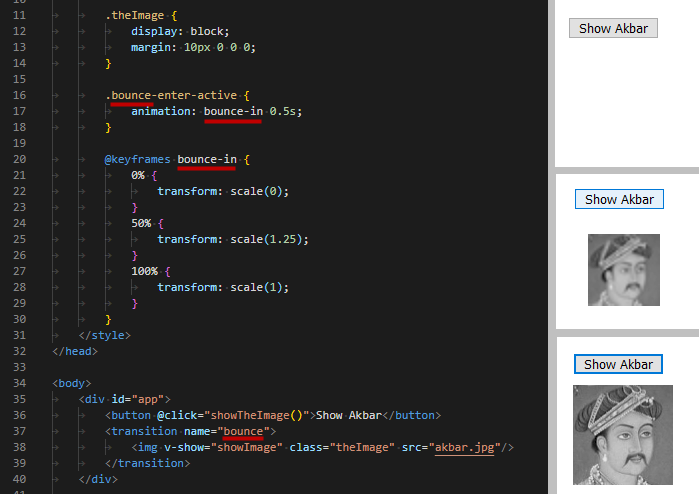 11 .theImage {
12 display: block;
13 margin: 10px 0 0 0;
14 }
15
16 .bounce-enter-active {
17 animation: bounce-in 0.5s;
18 }
19
20 @keyframes bounce-in {
21 0% {
22 transform: scale(0);
23 }
24 50% {
25 transform: scale(1.25);
26 }
27 100% {
28 transform: scale(1);
29 }
30 }
31 </style>
32 </head>
33
34 <body>
35 <div id="app">
36 <button @click="showTheImage()">Show Akbar</button>
37 <transition name="bounce">
38 <img v-show="showImage" class="theImage" src="akbar.jpg"/>
39 </transition>
40 </div>
Show Akbar
Show Akbar
Show Akbar